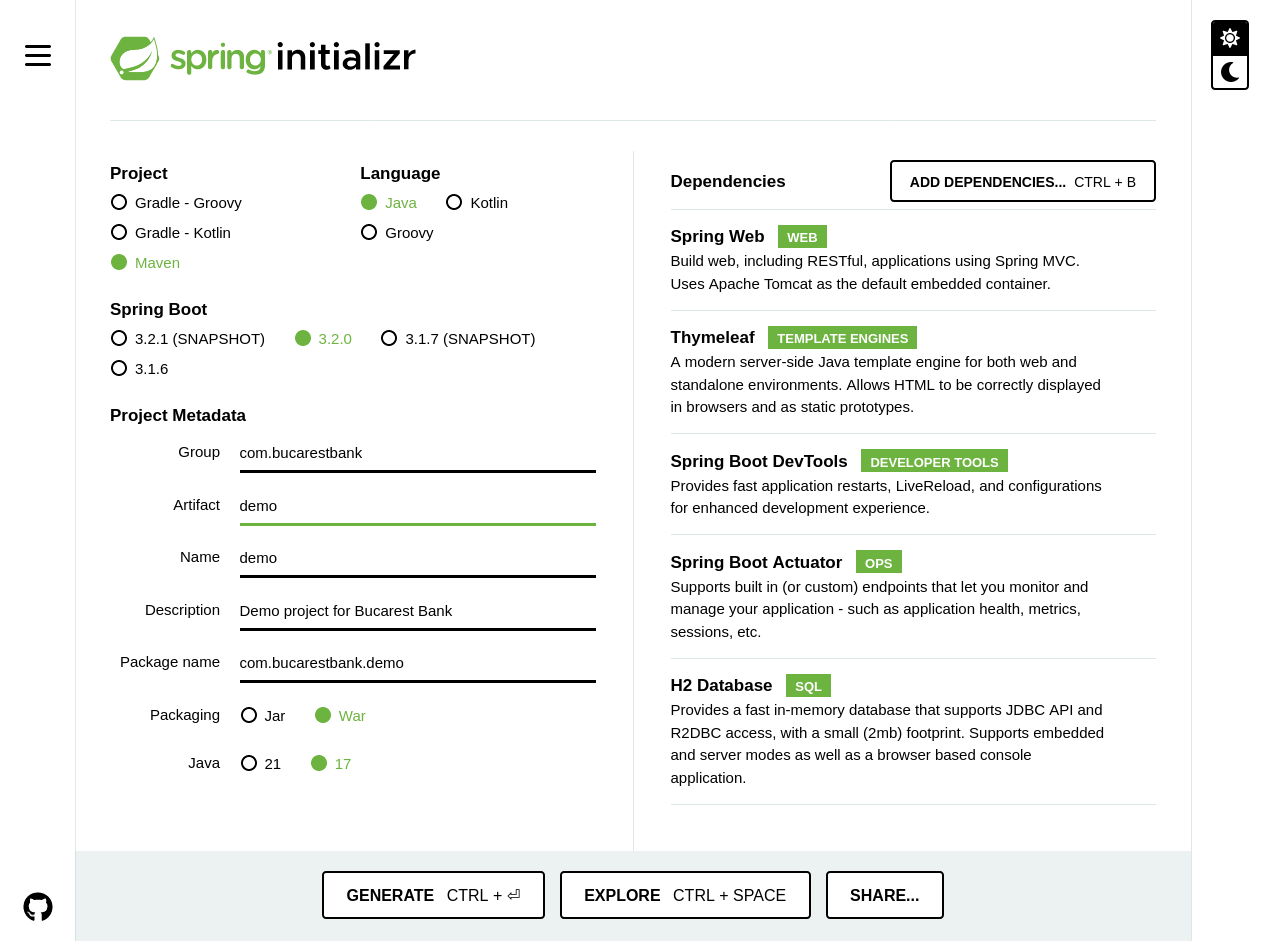 spring initializr
Project
Gradle - Groovy
Gradle - Kotlin
Maven
Language
Java Kotlin
Groovy
Spring Boot
3.2.1 (SNAPSHOT) 3.2.0 3.1.7 (SNAPSHOT)
3.1.6
Project Metadata
Group com.bucarestbank
Artifact demo
Name demo
Description Demo project for Bucarest Bank
Package name com.bucarestbank.demo
Packaging Jar War
Java 21 17
Dependencies ADD DEPENDENCIES... CTRL + B
Spring Web WEB
Build web, including RESTful, applications using Spring MVC.
Uses Apache Tomcat as the default embedded container.
Thymeleaf TEMPLATE ENGINES
A modern server-side Java template engine for both web and
standalone environments. Allows HTML to be correctly displayed
in browsers and as static prototypes.
Spring Boot DevTools DEVELOPER TOOLS
Provides fast application restarts, LiveReload, and configurations
for enhanced development experience.
Spring Boot Actuator OPS
Supports built in (or custom) endpoints that let you monitor and
manage your application - such as application health, metrics,
sessions, etc.
H2 Database SQL
Provides a fast in-memory database that supports JDBC API and
R2DBC access, with a small (2mb) footprint. Supports embedded
and server modes as well as a browser based console
application.
GENERATE CTRL + ⏎ EXPLORE CTRL + SPACE SHARE...